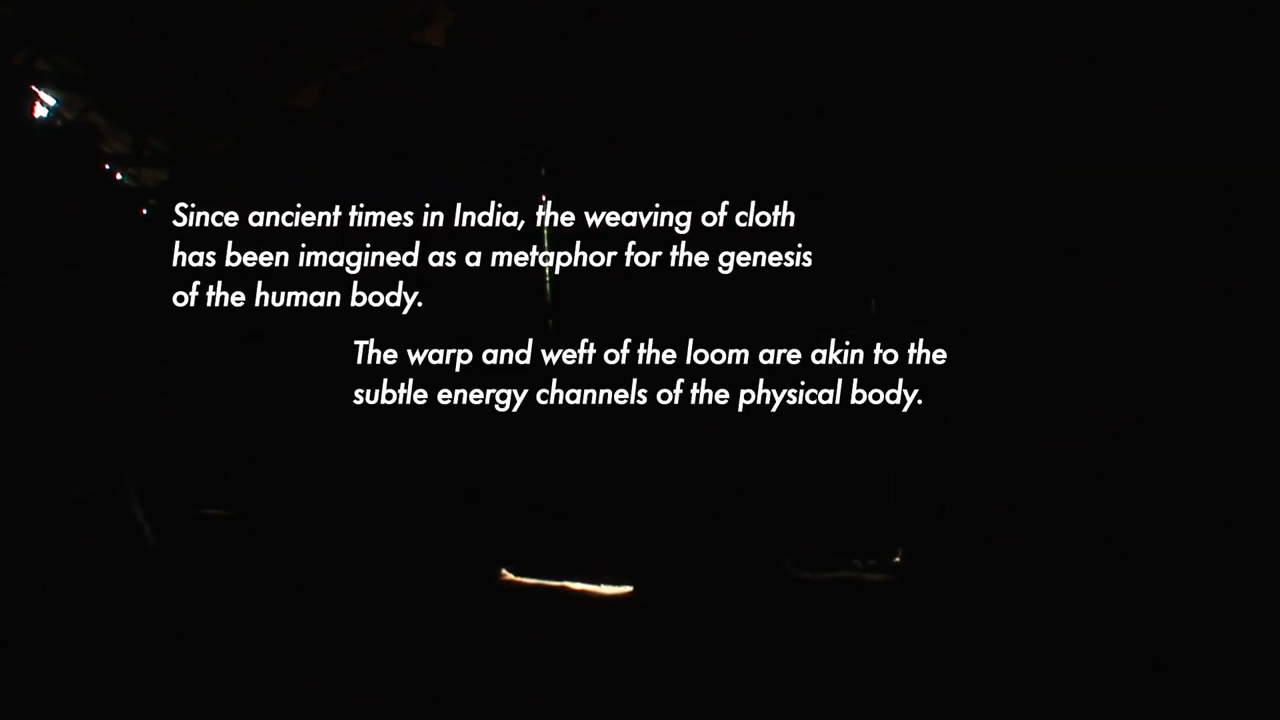 Since ancient times in India, the weaving of cloth
has been imagined as a metaphor for the genesis
of the human body.
The warp and weft of the loom are akin to the
subtle energy channels of the physical body.